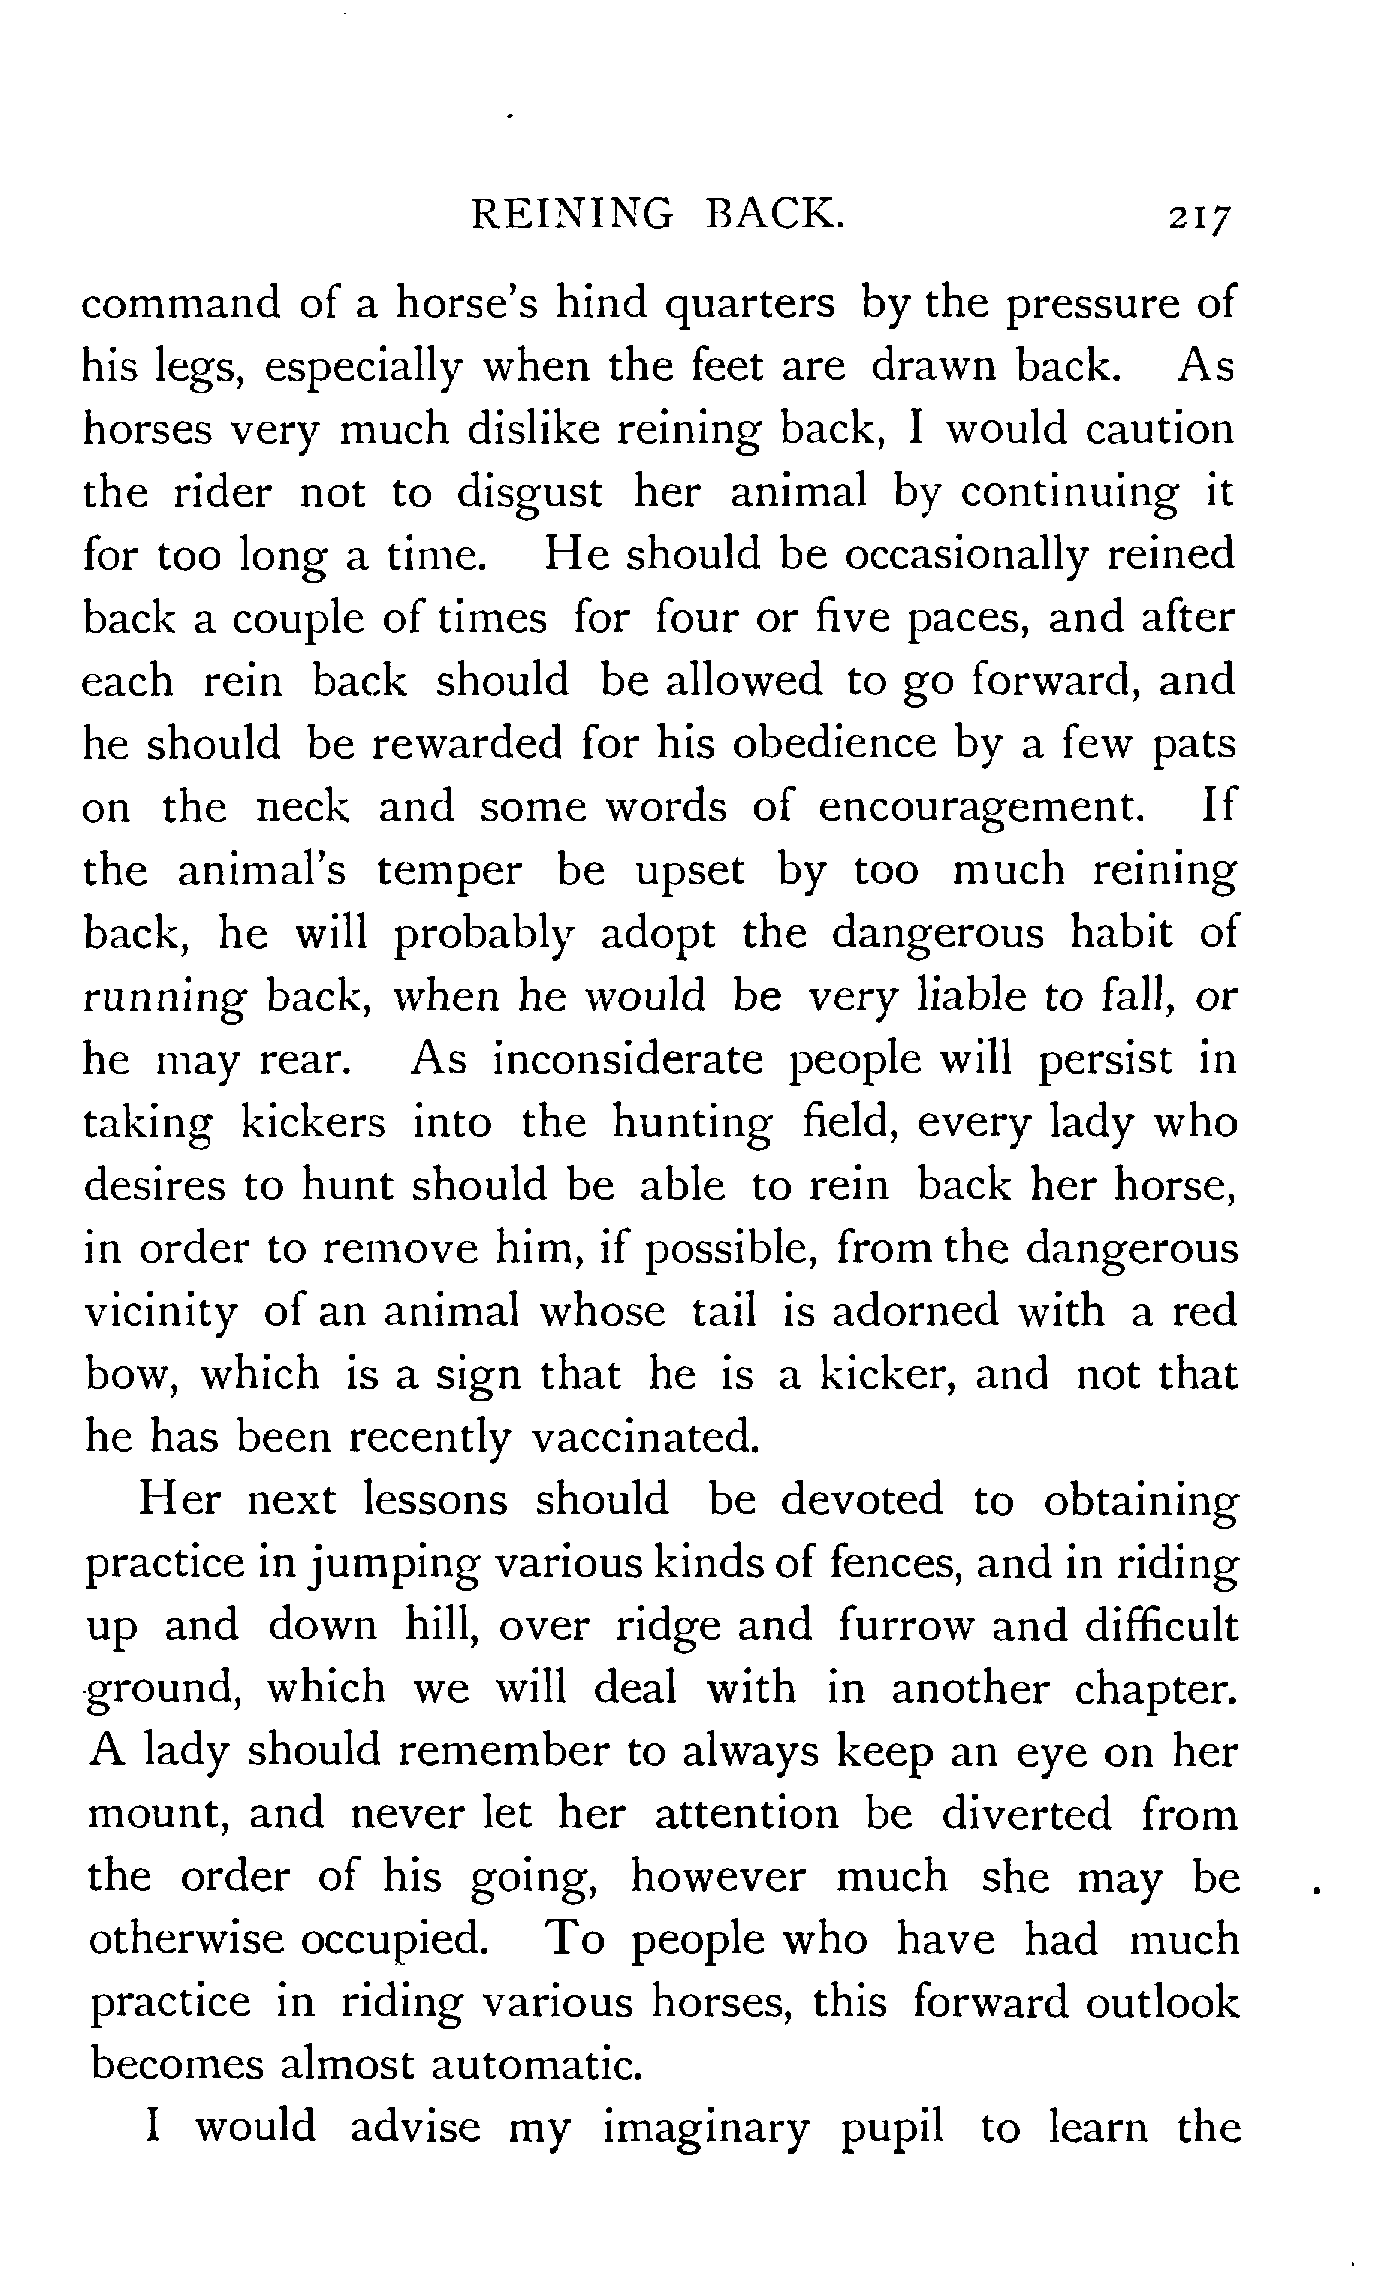 REINING BACK. 217
command of a horse's hind quarters by the pressure of
his legs, especially when the feet are drawn back. As
horses very much dislike reining back, I would caution
the rider not to disgust her animal by continuing it
for too long a time. He should be occasionally reined
back a couple of times for four or five paces, and after
each rein back should be allowed to go forward, and
he should be rewarded for his obedience by a few pats
on the neck and some words of encouragement. If
the animal's temper be upset by too much reining
back, he will probably adopt the dangerous habit of
running back, when he would be very liable to fall, or
he may rear. As inconsiderate people will persist in
taking kickers into the hunting field, every lady who
desires to hunt should be able to rein back her horse,
in order to remove him, if possible, from the dangerous
vicinity of an animal whose tail is adorned with a red
bow, which is a sign that he is a kicker, and not that
he has been recently vaccinated.
Her next lessons should be devoted to obtaining
practice in jumping various kinds of fences, and in riding
up and down hill, over ridge and furrow and difficult
ground, which we will deal with in another chapter.
A lady should remember to always keep an eye on her
mount, and never let her attention be diverted from
the order of his going, however much she may be
otherwise occupied. To people who have had much
practice in riding various horses, this forward outlook
becomes almost automatic.
I would advise my imaginary pupil to learn the